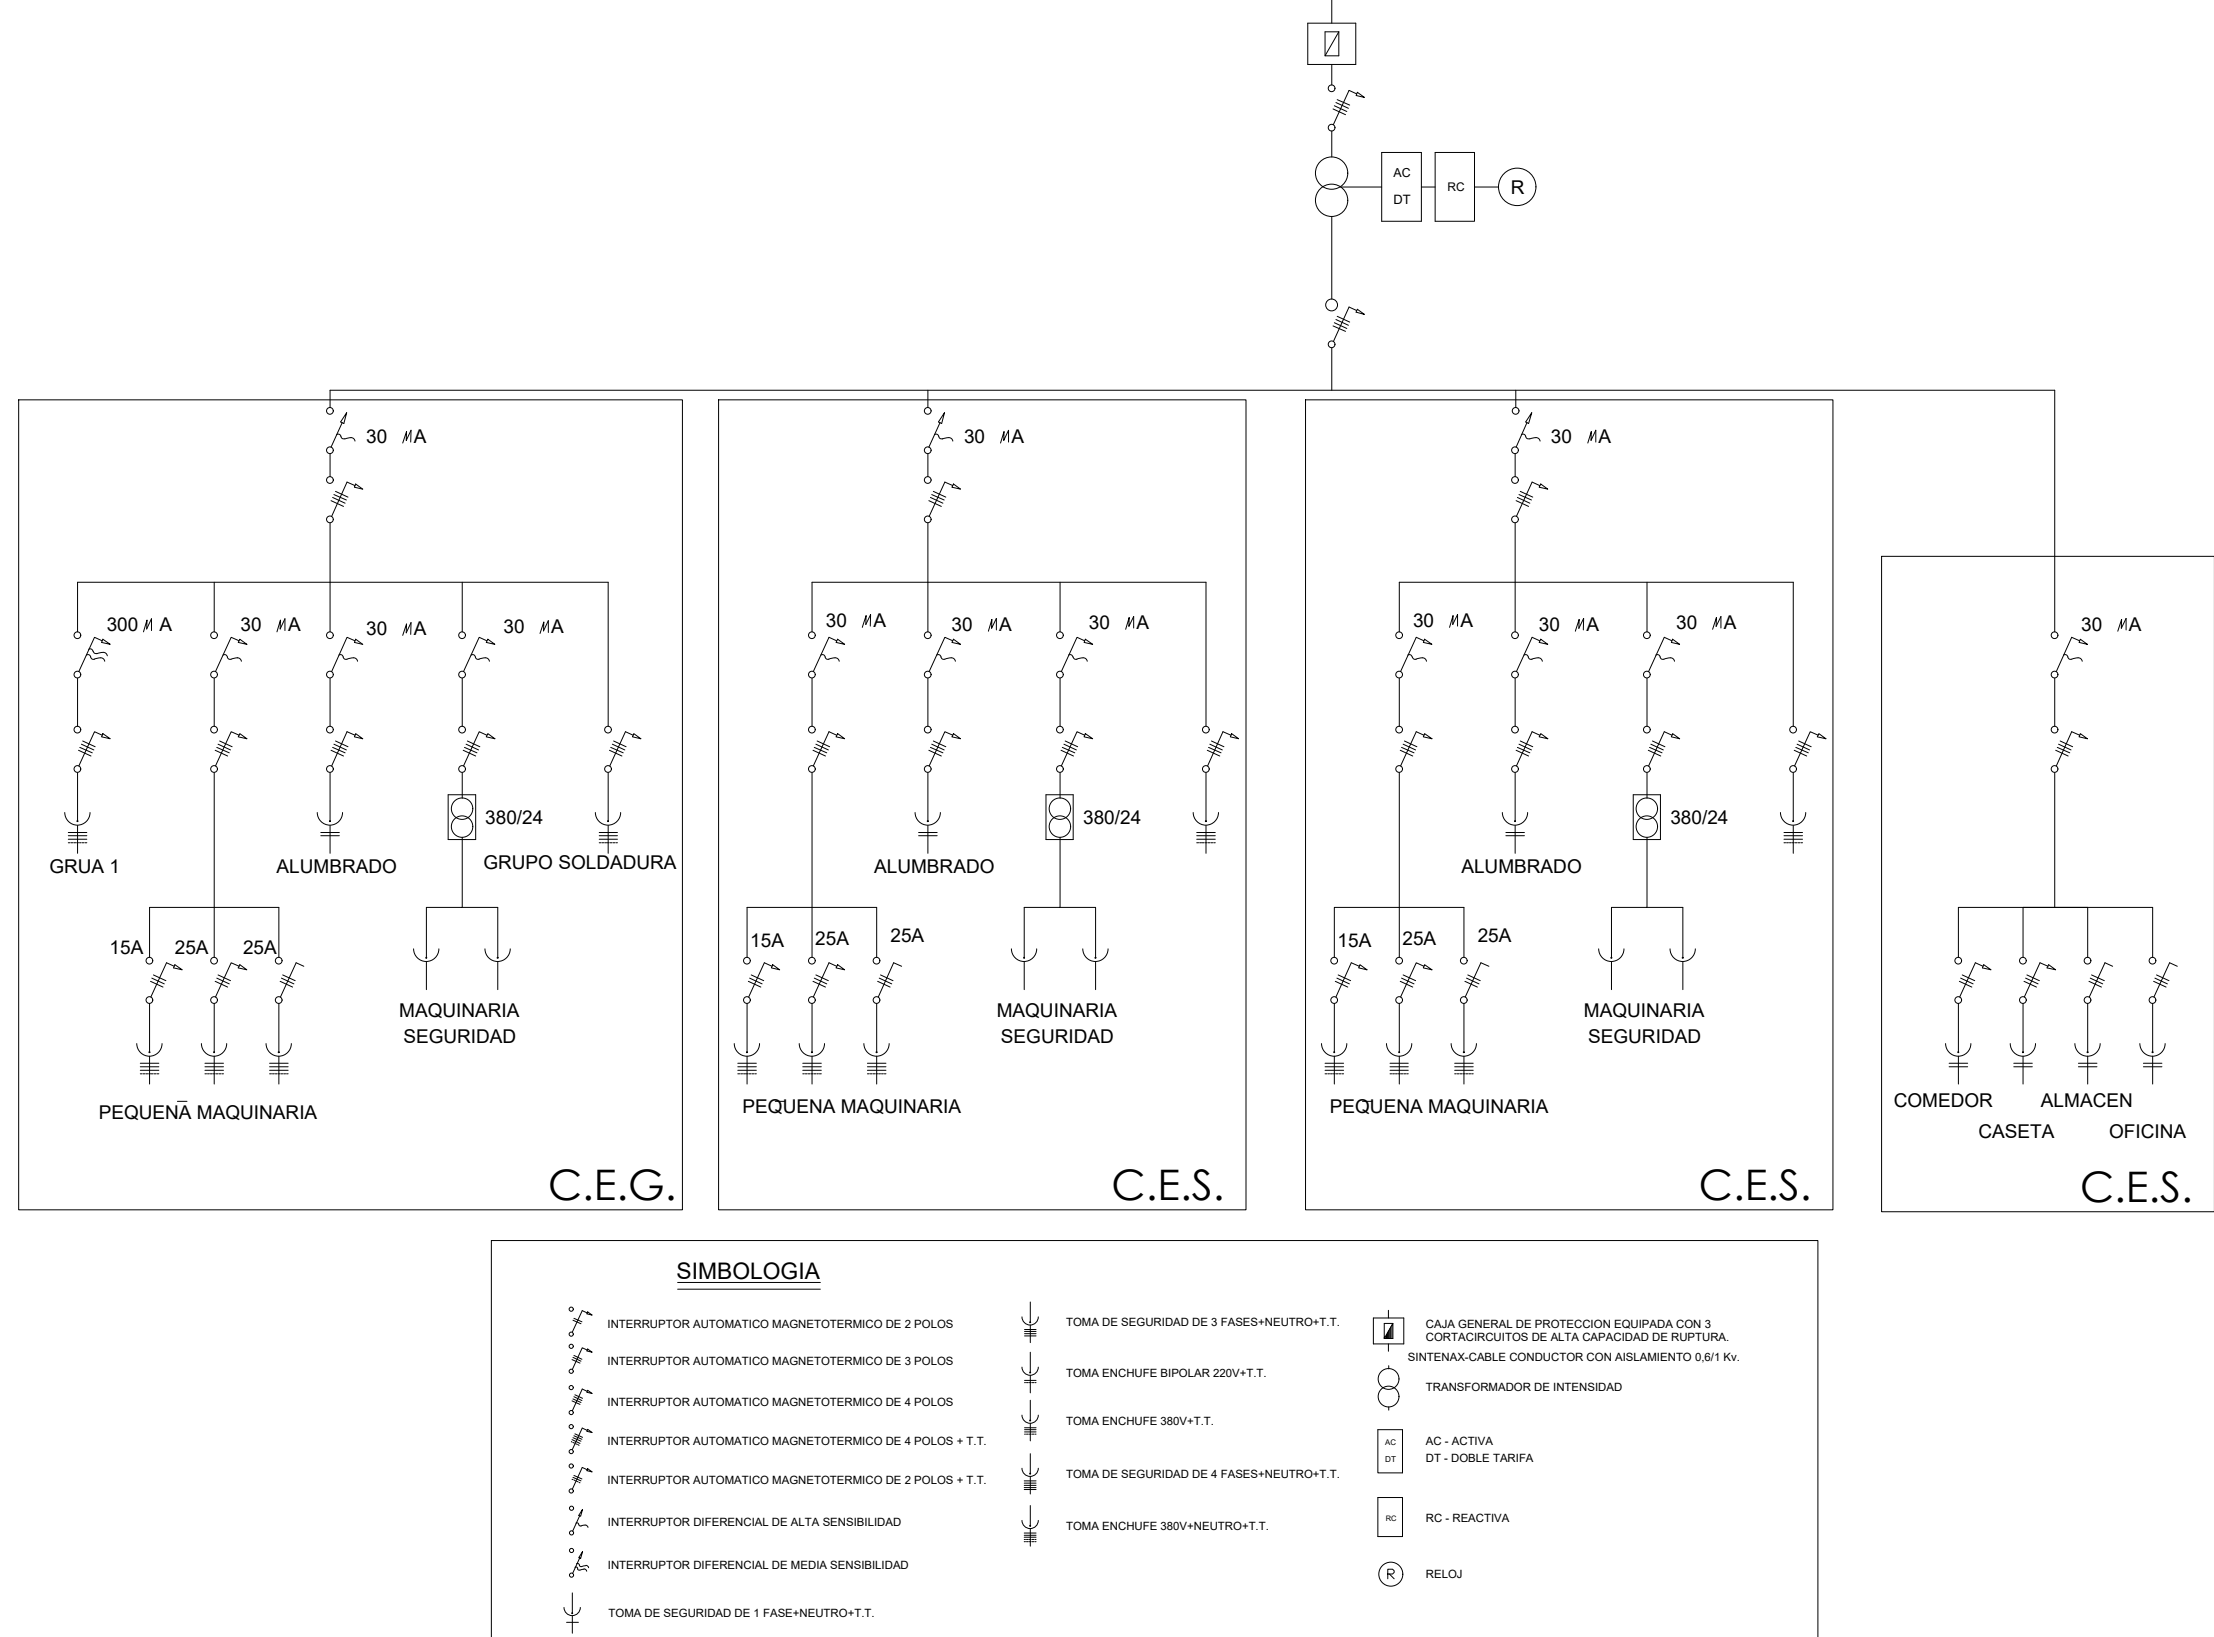 AC
DT
RC
R
30 MA
30 MA
30 MA
300 M A
30 MA
30 MA
30 MA
30 MA
30 MA
30 MA
30 MA
30 MA
30 MA
30 MA
380/24
380/24
380/24
GRUA 1
ALUMBRADO
GRUPO SOLDADURA
ALUMBRADO
ALUMBRADO
15A
25A
25A
15A
25A
25A
15A
25A
25A
MAQUINARIA
SEGURIDAD
MAQUINARIA
SEGURIDAD
MAQUINARIA
SEGURIDAD
PEQUEÑA MAQUINARIA
PEQUENA MAQUINARIA
PEQUENA MAQUINARIA
COMEDOR
ALMACEN
CASETA
OFICINA
C.E.G.
C.E.S.
C.E.S.
C.E.S.
SIMBOLOGIA
INTERRUPTOR AUTOMATICO MAGNETOTERMICO DE 2 POLOS
INTERRUPTOR AUTOMATICO MAGNETOTERMICO DE 3 POLOS
INTERRUPTOR AUTOMATICO MAGNETOTERMICO DE 4 POLOS
INTERRUPTOR AUTOMATICO MAGNETOTERMICO DE 4 POLOS + T.T.
INTERRUPTOR AUTOMATICO MAGNETOTERMICO DE 2 POLOS + T.T.
INTERRUPTOR DIFERENCIAL DE ALTA SENSIBILIDAD
INTERRUPTOR DIFERENCIAL DE MEDIA SENSIBILIDAD
TOMA DE SEGURIDAD DE 1 FASE+NEUTRO+T.T.
TOMA DE SEGURIDAD DE 3 FASES+NEUTRO+T.T.
TOMA ENCHUFE BIPOLAR 220V+T.T.
TOMA ENCHUFE 380V+T.T.
TOMA DE SEGURIDAD DE 4 FASES+NEUTRO+T.T.
TOMA ENCHUFE 380V+NEUTRO+T.T.
CAJA GENERAL DE PROTECCION EQUIPADA CON 3
CORTACIRCUITOS DE ALTA CAPACIDAD DE RUPTURA.
SINTENAX-CABLE CONDUCTOR CON AISLAMIENTO 0,6/1 Kv.
TRANSFORMADOR DE INTENSIDAD
AC
DT
AC - ACTIVA
DT - DOBLE TARIFA
RC
RC - REACTIVA
R
RELOJ